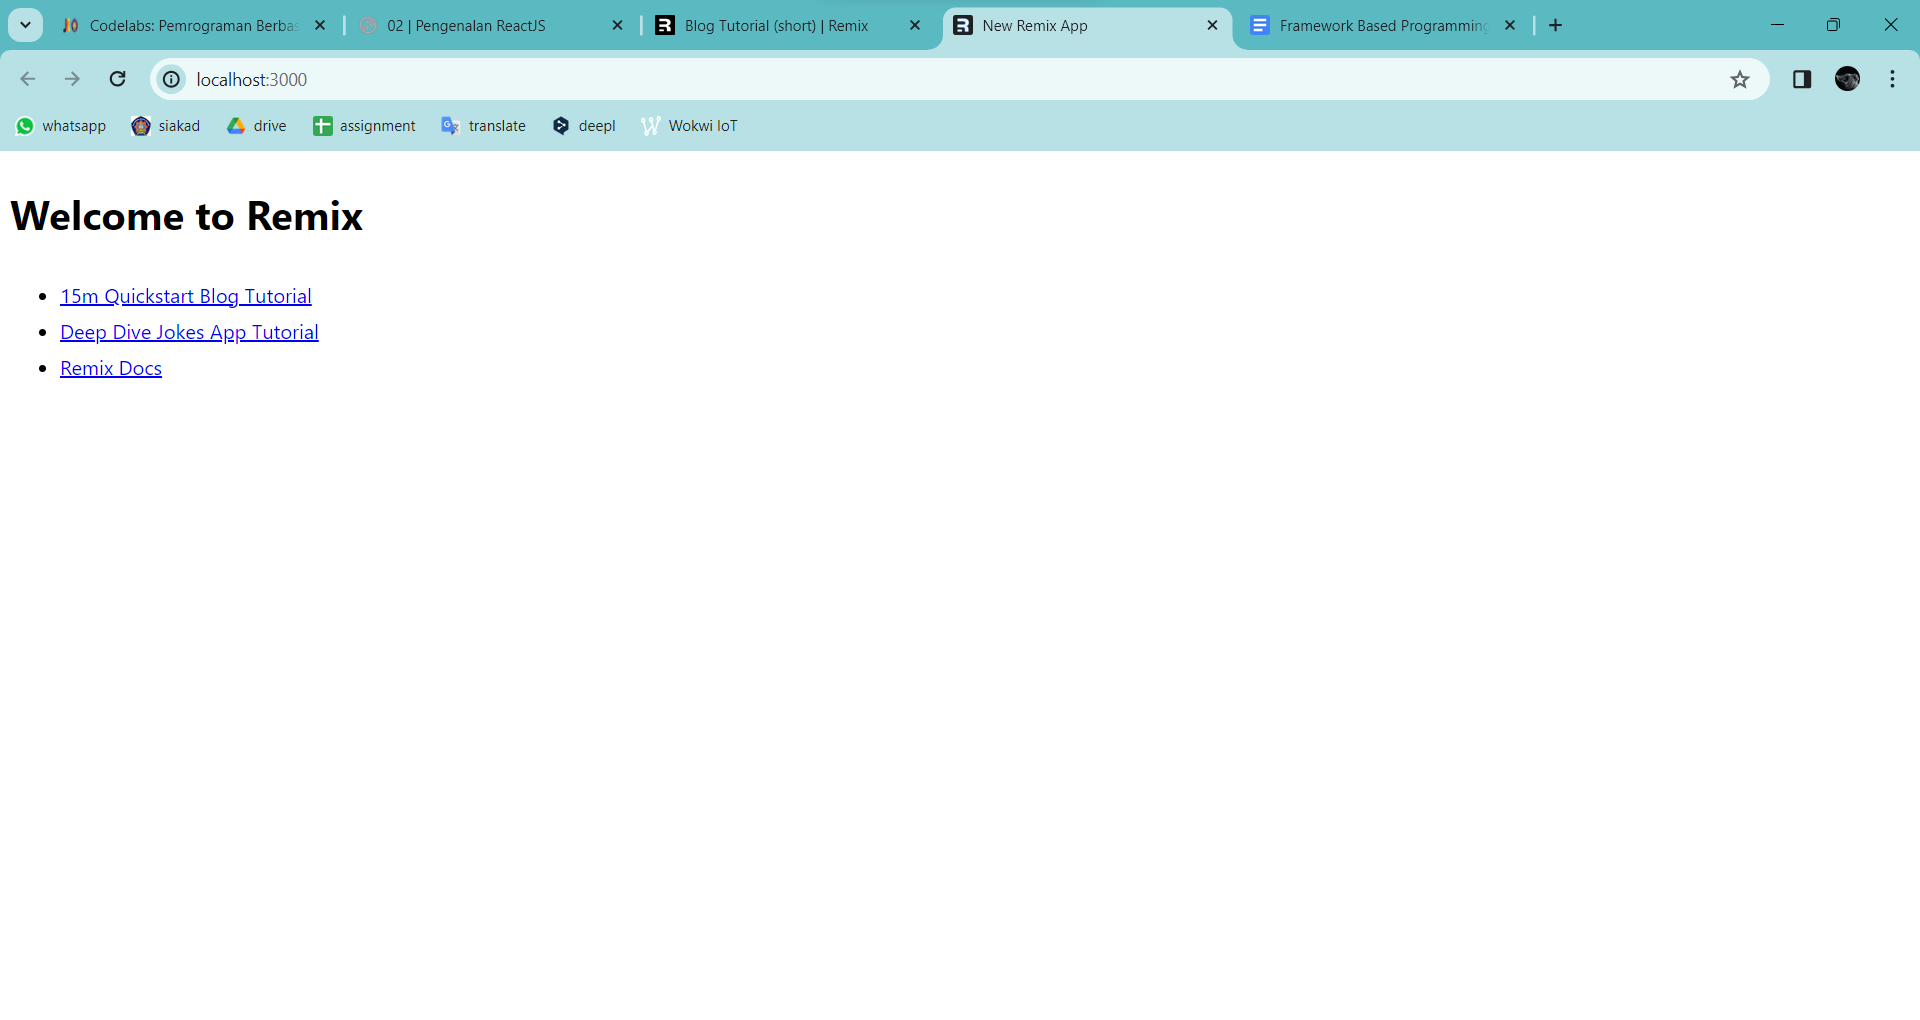 Codelabs: Pemrograman Berbas
02 | Pengenalan ReactJS
Blog Tutorial (short) | Remix
New Remix App
Framework Based Programming
localhost:3000
whatsapp
siakad
drive
assignment
translate
deepl
Wokwi IoT
Welcome to Remix
15m Quickstart Blog Tutorial
Deep Dive Jokes App Tutorial
Remix Docs